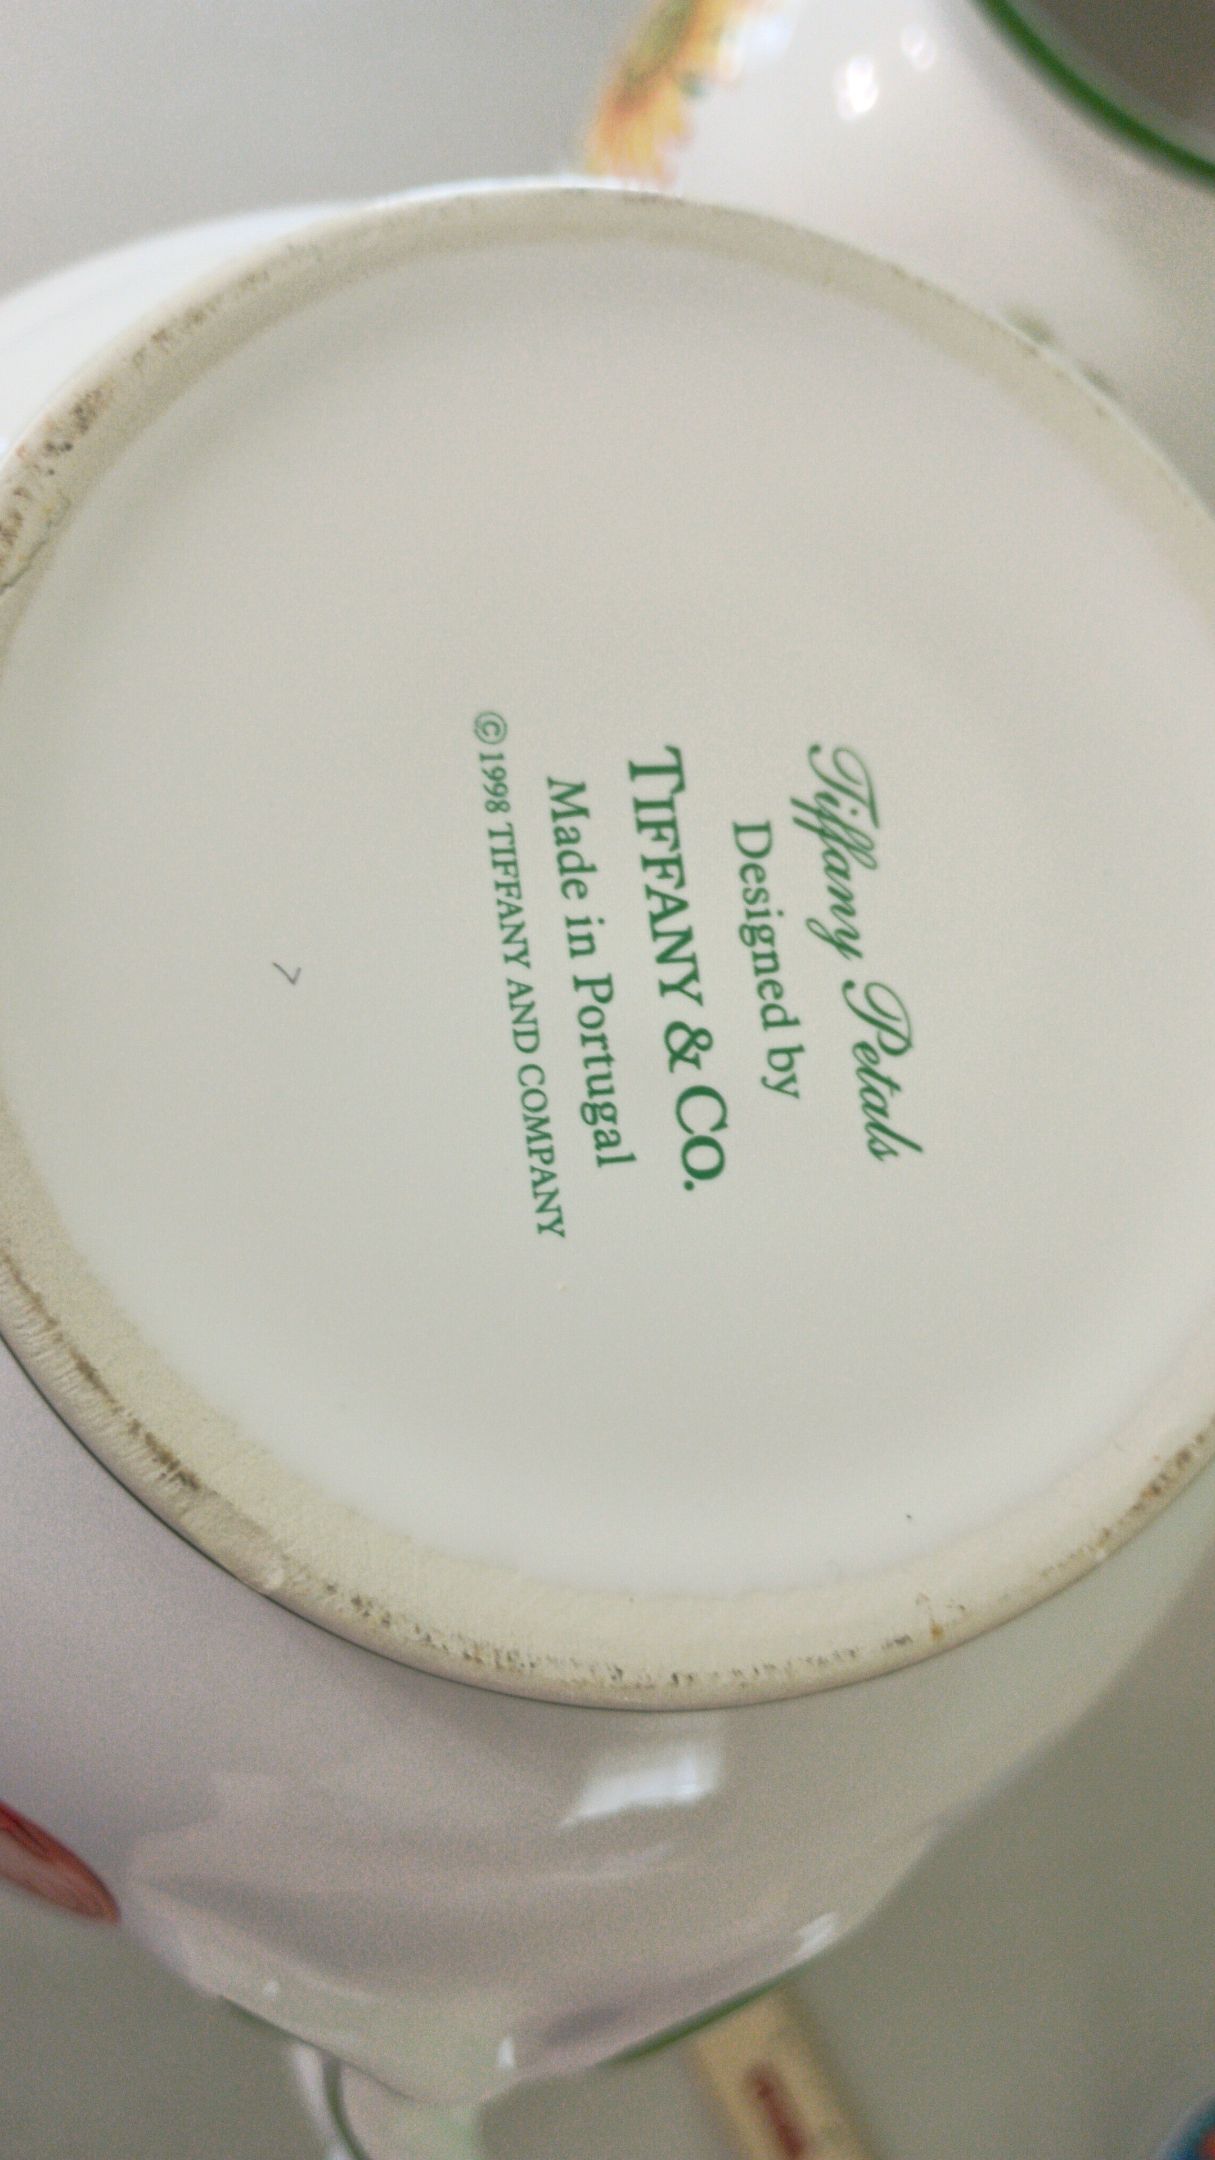 Tiffany Petals
Designed by
TIFFANY & CO.
Made in Portugal
©1998 TIFFANY AND COMPANY